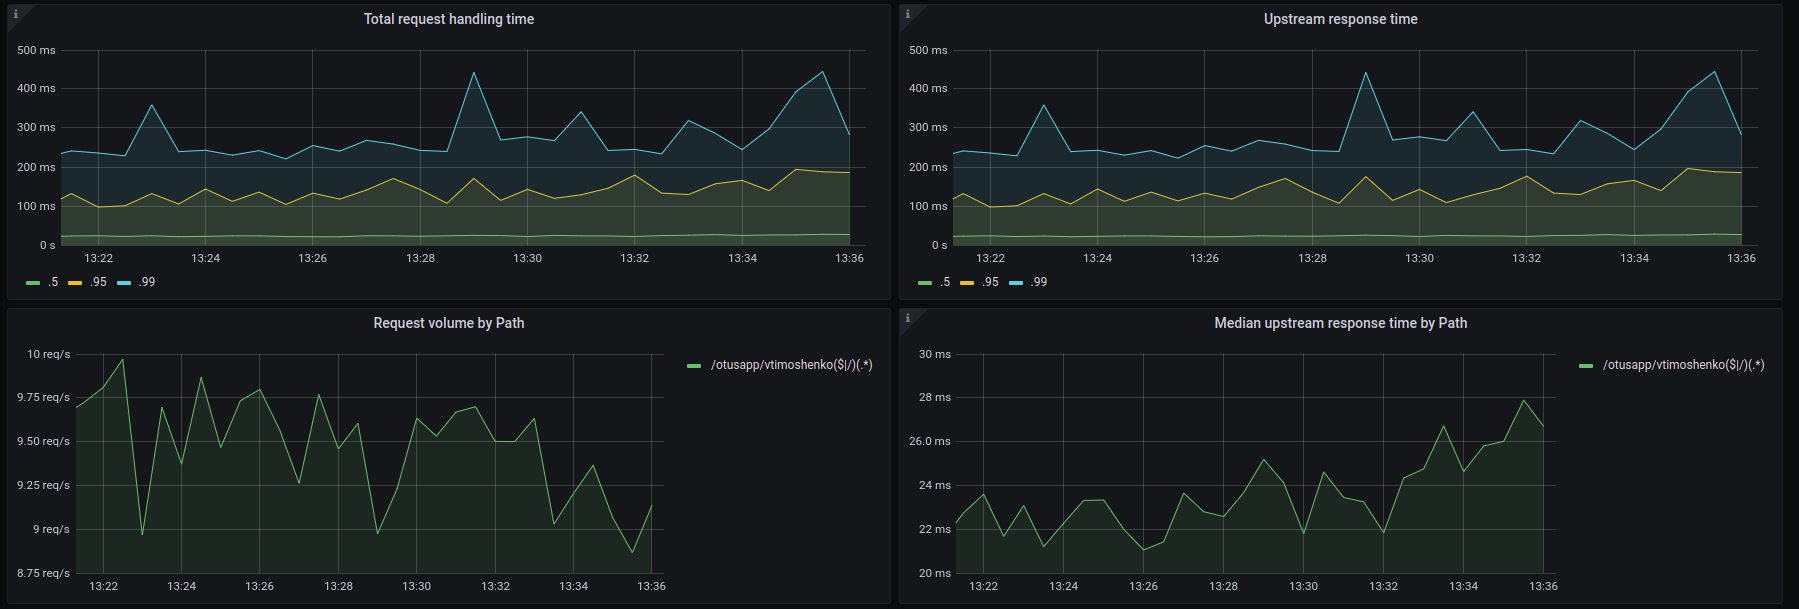 Total request handling time
500 ms
400 ms
300 ms
200 ms
100 ms
0 s
13:22 13:24 13:26 13:28 13:30 13:32 13:34 13:36
.5 .95 .99
Upstream response time
500 ms
400 ms
300 ms
200 ms
100 ms
0 s
13:22 13:24 13:26 13:28 13:30 13:32 13:34 13:36
.5 .95 .99
Request volume by Path
10 req/s
9.75 req/s
9.50 req/s
9.25 req/s
9 req/s
8.75 req/s
13:22 13:24 13:26 13:28 13:30 13:32 13:34 13:36
/otusapp/vtimoshenko($|/)(.*)
Median upstream response time by Path
30 ms
28 ms
26.0 ms
24 ms
22 ms
20 ms
13:22 13:24 13:26 13:28 13:30 13:32 13:34 13:36
/otusapp/vtimoshenko($|/)(.*)